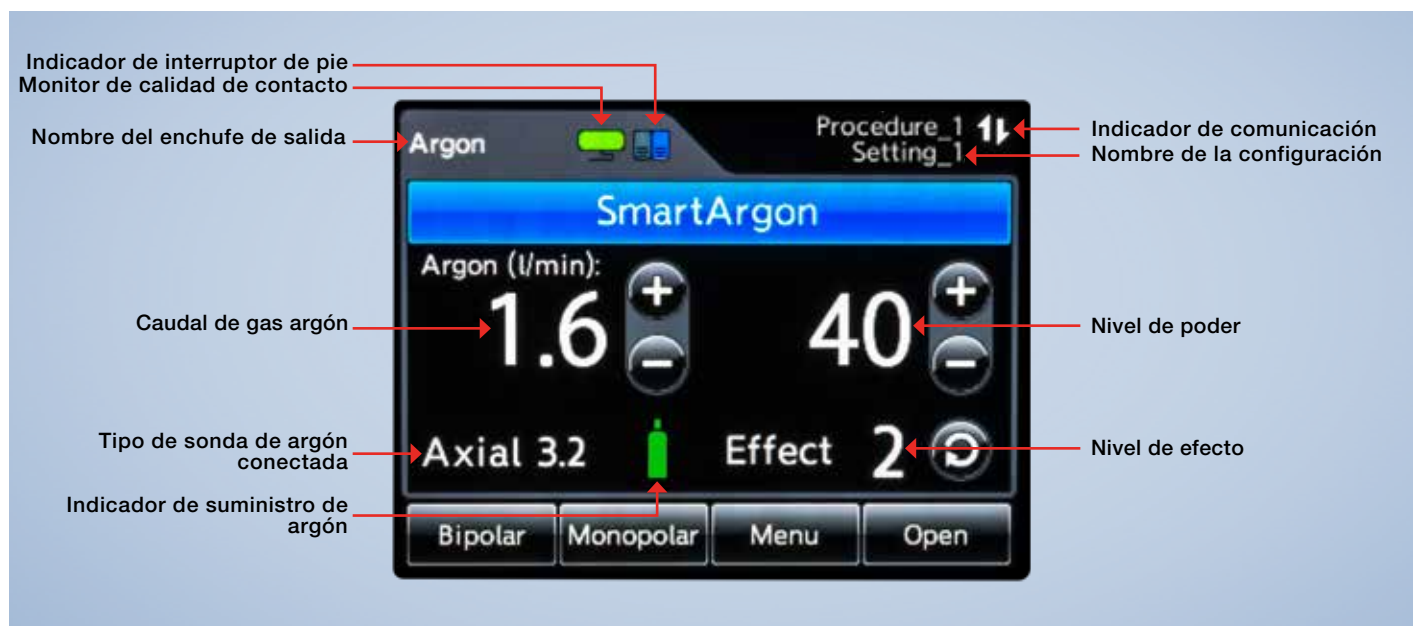 Indicador de interruptor de pie
Monitor de calidad de contacto
Nombre del enchufe de salida
Argon
Procedure_1
Setting_1
Indicador de comunicación
Nombre de la configuración
SmartArgon
Argon (l/min):
1.6
40
Caudal de gas argón
Nivel de poder
Tipo de sonda de argón
conectada
Axial 3.2
Effect 2
Nivel de efecto
Indicador de suministro de
argón
Bipolar
Monopolar
Menu
Open